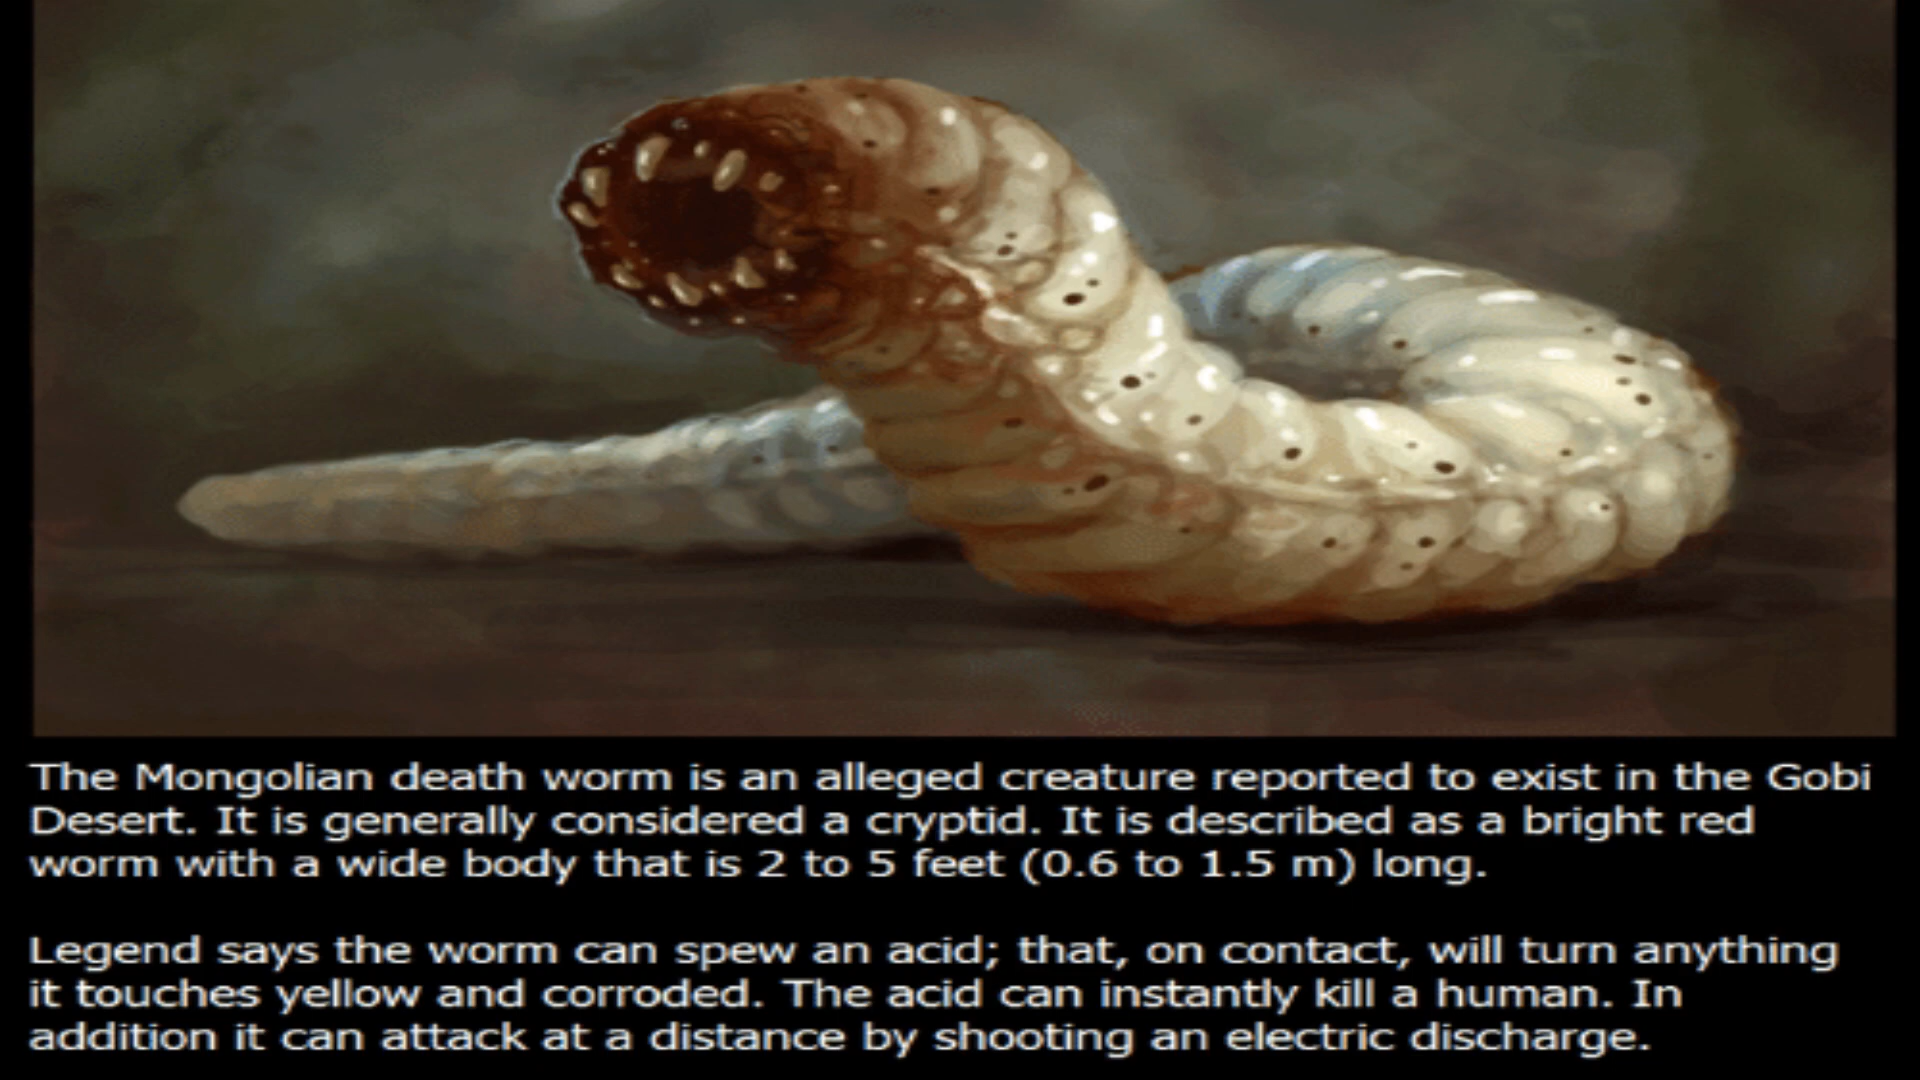 The Mongolian death worm is an alleged creature reported to exist in the Gobi
Desert. It is generally considered a cryptid. It is described as a bright red
worm with a wide body that is 2 to 5 feet (0.6 to 1.5 m) long.
Legend says the worm can spew an acid; that, on contact, will turn anything
it touches yellow and corroded. The acid can instantly kill a human. In
addition it can attack at a distance by shooting an electric discharge.